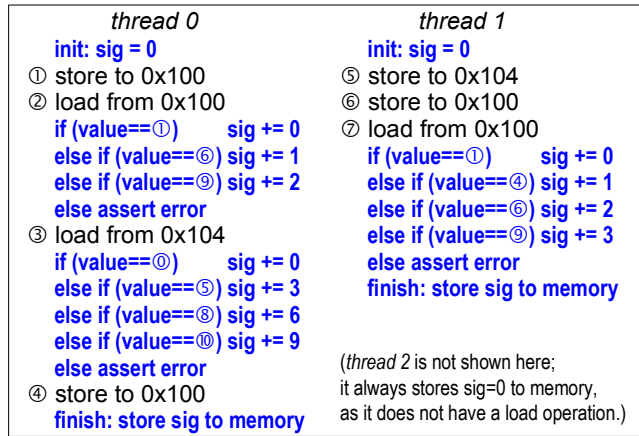 thread 0
init: sig = 0
① store to 0x100
② load from 0x100
if (value==①) sig += 0
else if (value==⑥) sig += 1
else if (value==⑨) sig += 2
else assert error
③ load from 0x104
if (value==⓪) sig += 0
else if (value==⑤) sig += 3
else if (value==⑧) sig += 6
else if (value==⑩) sig += 9
else assert error
④ store to 0x100
finish: store sig to memory
thread 1
init: sig = 0
⑤ store to 0x104
⑥ store to 0x100
⑦ load from 0x100
if (value==①) sig += 0
else if (value==④) sig += 1
else if (value==⑥) sig += 2
else if (value==⑨) sig += 3
else assert error
finish: store sig to memory
(thread 2 is not shown here;
it always stores sig=0 to memory,
as it does not have a load operation.)